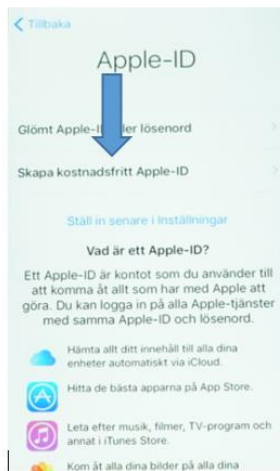 Tillbaka
Apple-ID
Glömt Apple-I ler lösenord
Skapa kostnadsfritt Apple-ID
Ställ in senare i Inställningar
Vad är ett Apple-ID?
Ett Apple-ID är kontot som du använder till
att komma åt allt som har med Apple att
göra. Du kan logga in på alla Apple-tjänster
med samma Apple-ID och lösenord.
Hämta allt ditt innehåll till alla dina
enheter automatiskt via iCloud.
Hitta de bästa apparna på App Store.
Leta efter musik, filmer, TV-program och
annat i iTunes Store.
Kom åt alla dina bilder på alla dina